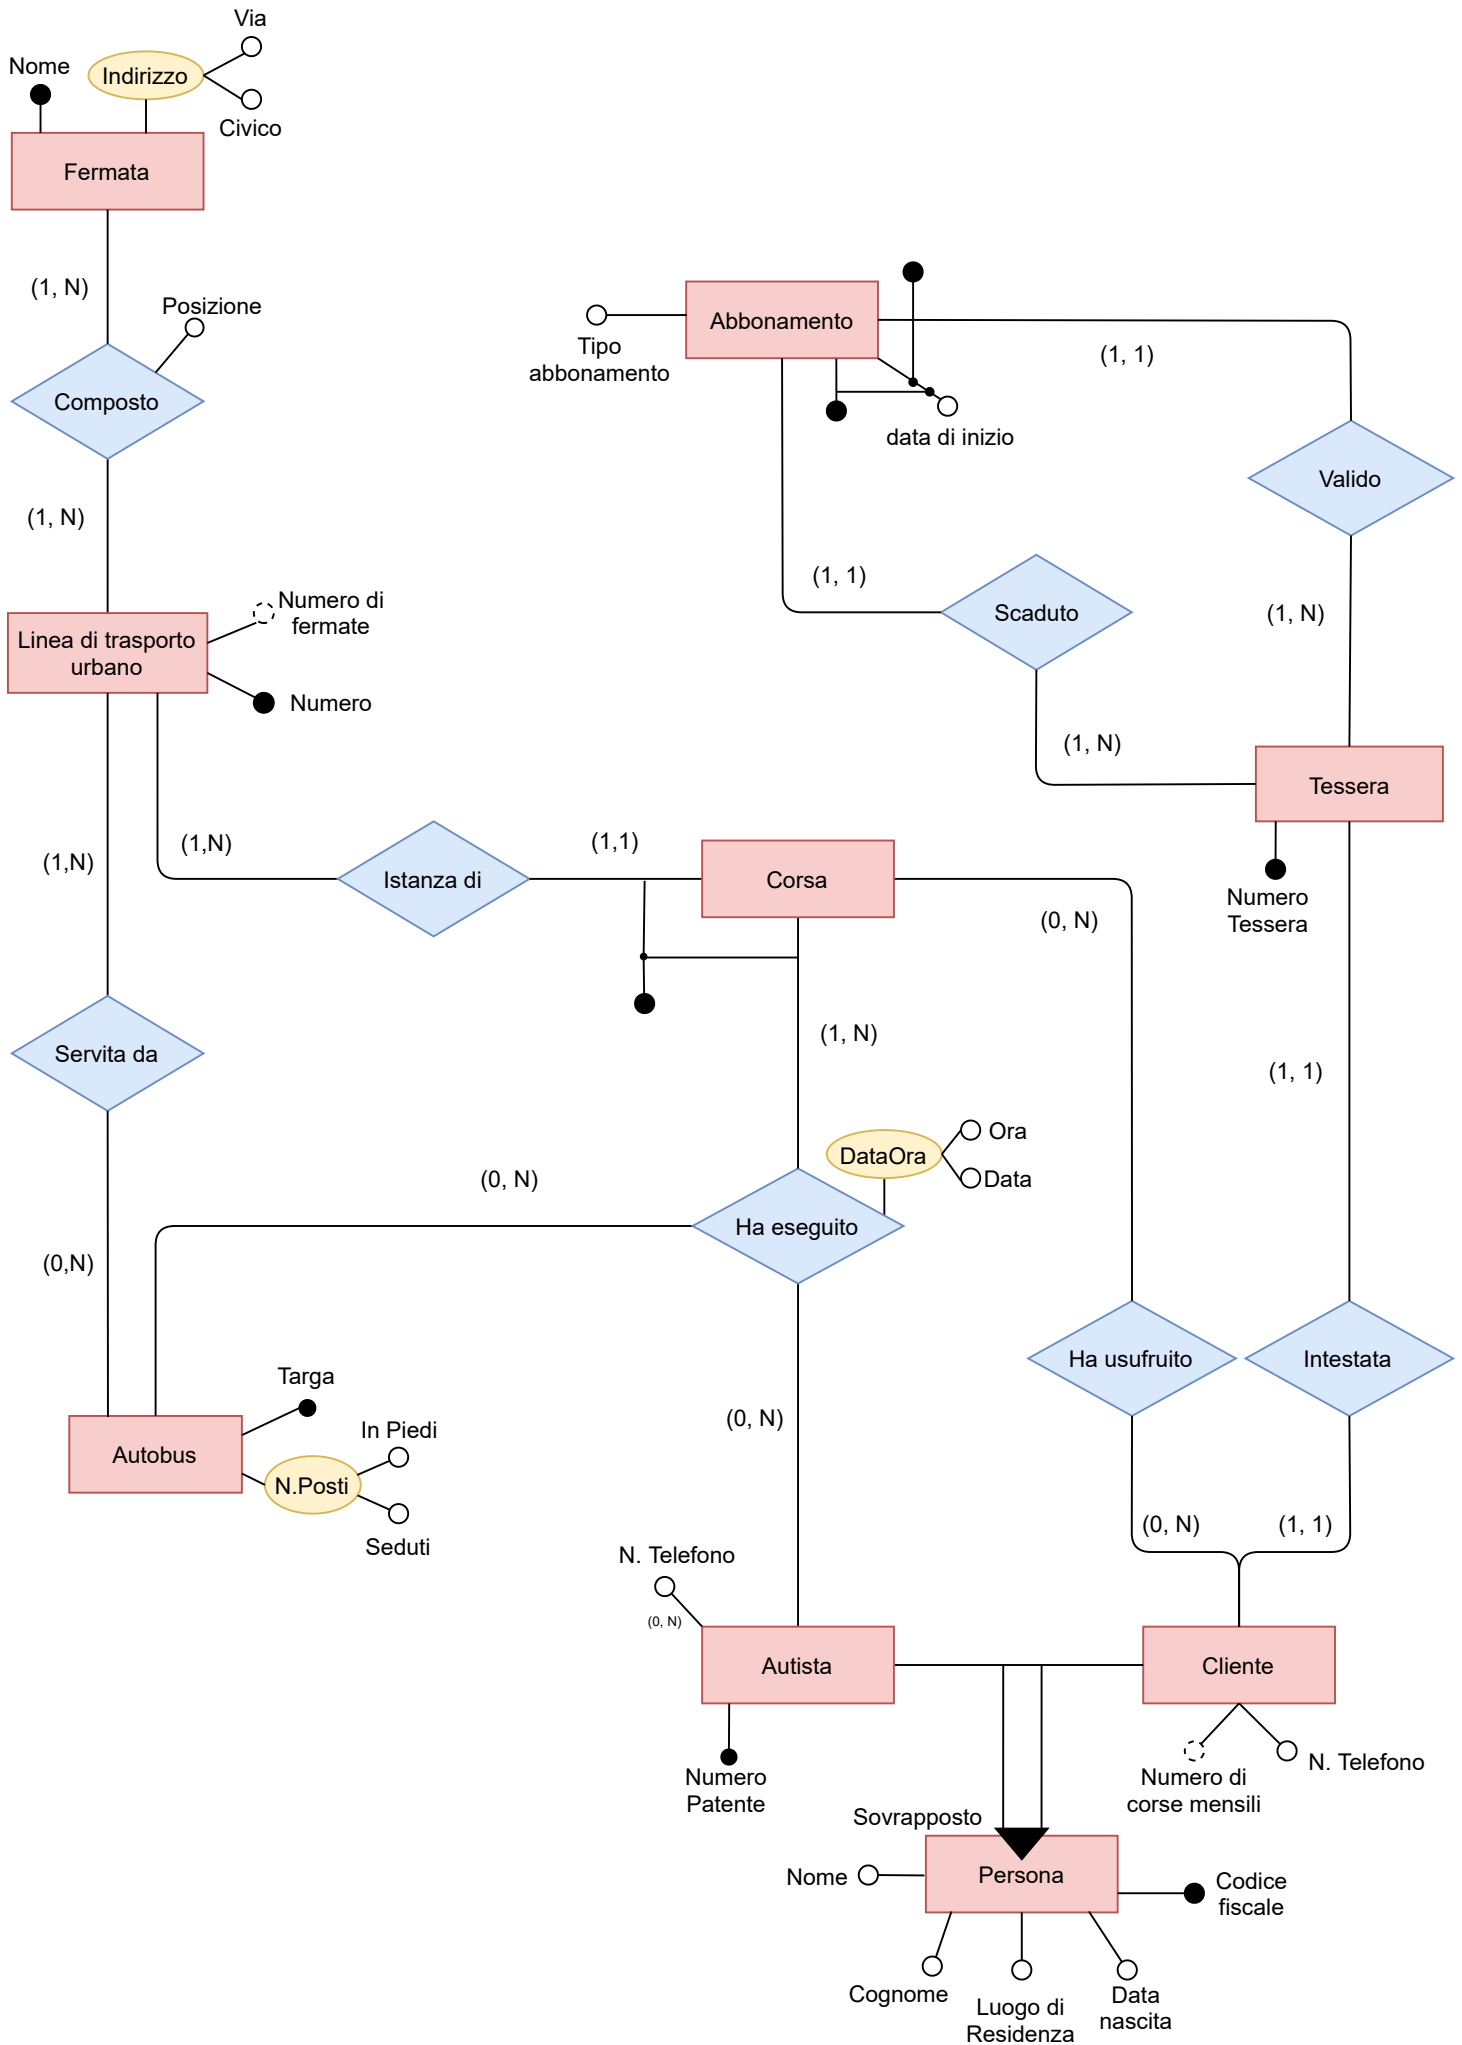 Via
Nome
Indirizzo
Civico
Fermata
(1, N)
Posizione
Composto
(1, N)
Abbonamento
Tipo
abbonamento
(1, 1)
data di inizio
Valido
(1, 1)
Scaduto
(1, N)
(1, N)
Tessera
Numero
Tessera
Numero di
fermate
Linea di trasporto
urbano
Numero
(1,N)
(1,N)
Istanza di
(1,1)
Corsa
(0, N)
(1, N)
(1, 1)
Servita da
DataOra
Ora
Data
(0, N)
Ha eseguito
(0,N)
Ha usufruito
Intestata
Targa
(0, N)
In Piedi
Autobus
N.Posti
Seduti
(0, N)
(1, 1)
N. Telefono
(0, N)
Autista
Cliente
Numero
Patente
Numero di
corse mensili
N. Telefono
Sovrapposto
Nome
Persona
Codice
fiscale
Cognome
Luogo di
Residenza
Data
nascita